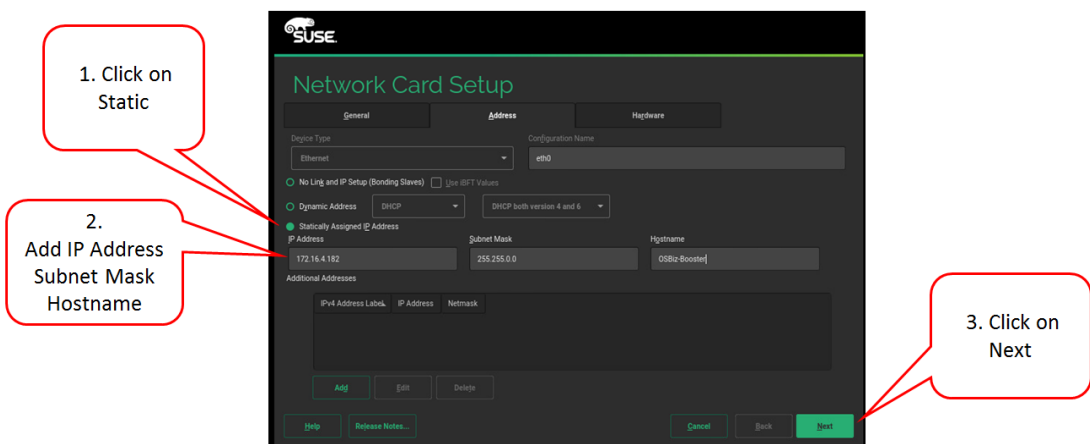 SUSE.
1. Click on
Static
Network Card Setup
General Address Hardware
Device Type Configuration Name
Ethernet eth0
No Link and IP Setup (Bonding Slaves) Use iBFT Values
Dynamic Address DHCP DHCP both version 4 and 6
Statically Assigned IP Address
2.
Add IP Address
Subnet Mask
Hostname
IP Address Subnet Mask Hostname
172.16.4.182 255.255.0.0 OSBiz-Booster
Additional Addresses
IPv4 Address Label IP Address Netmask
3. Click on
Next
Add Edit Delete
Help Release Notes... Cancel Back Next